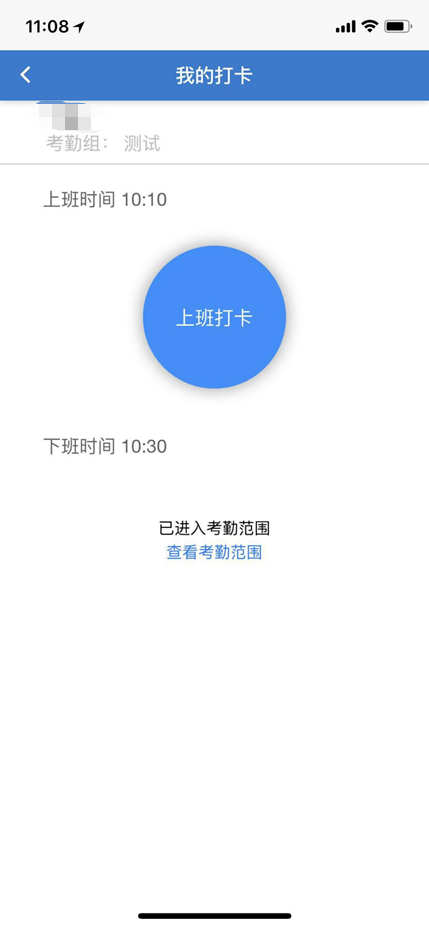 11:08
我的打卡
考勤组： 测试
上班时间 10:10
上班打卡
下班时间 10:30
已进入考勤范围
查看考勤范围